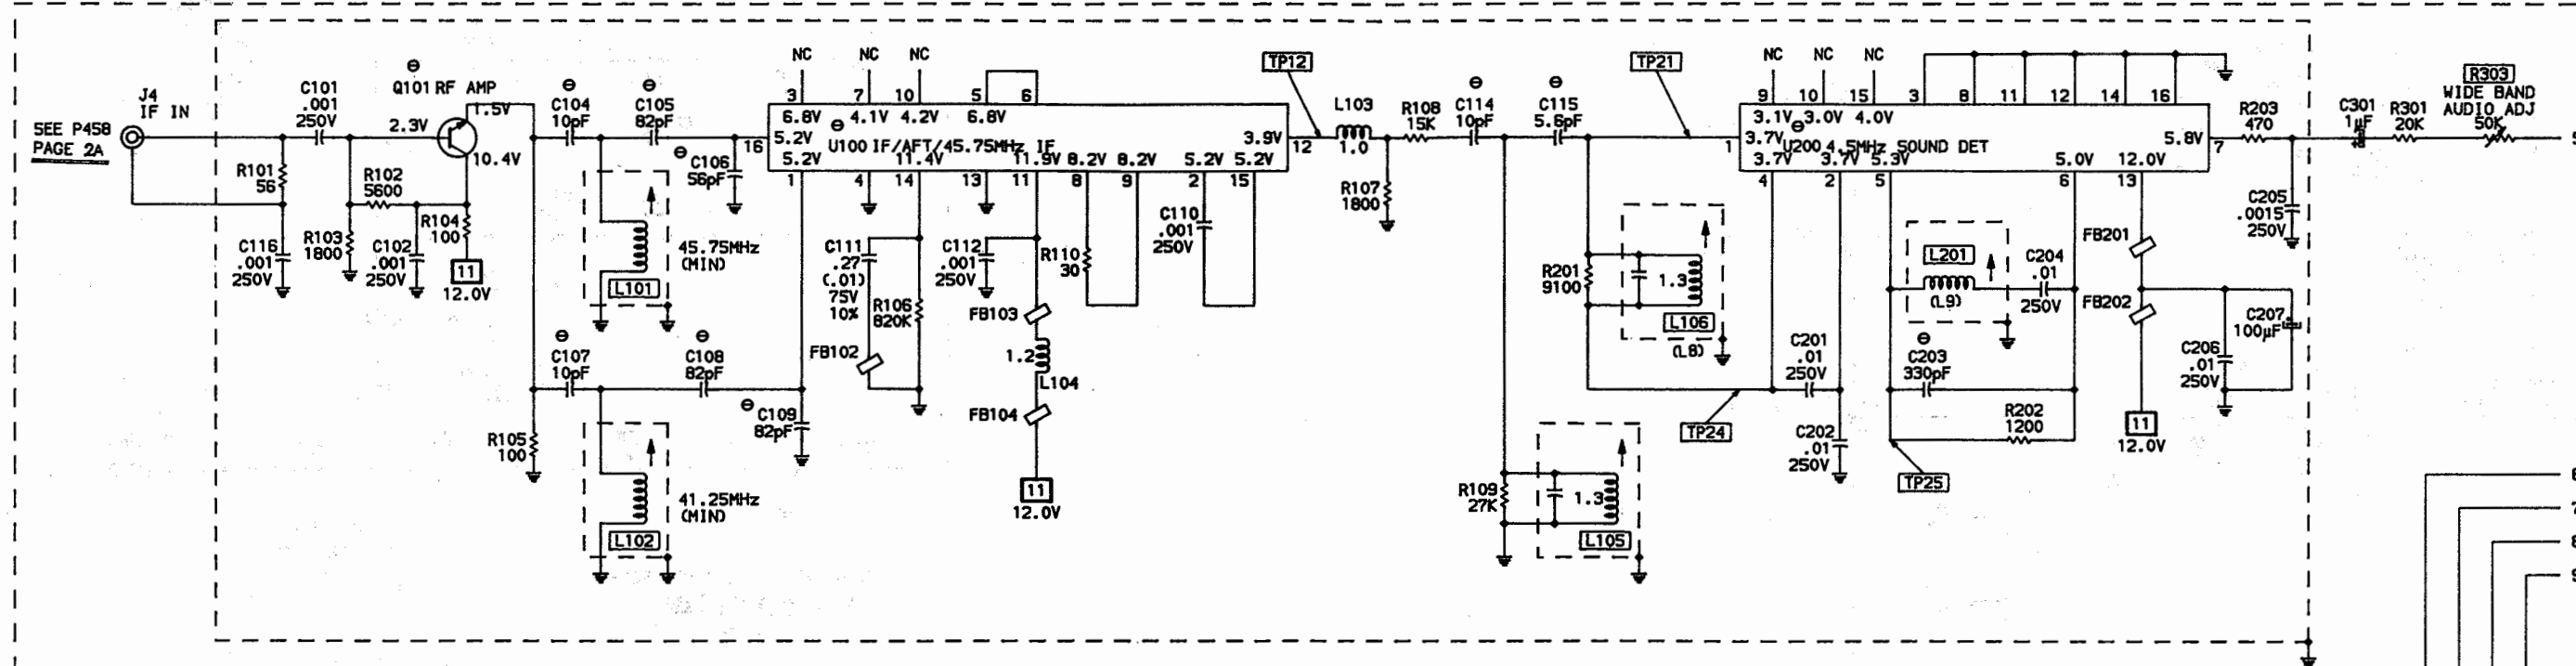 SEE P458
PAGE 2A
J4
IF IN
C101
.001
250V
R101
56
C116
.001
250V
R102
5600
R103
1800
C102
.001
250V
2.3V
Q101 RF AMP
1.5V
10.4V
R104
100
11
12.0V
C104
10pF
C105
82pF
C106
56pF
45.75MHz
(MIN)
L101
C107
10pF
C108
82pF
C109
82pF
R105
100
41.25MHz
(MIN)
L102
NC
NC
NC
3
7
10
5
6
6.8V
4.1V
4.2V
6.8V
16
5.2V
U100 IF/AFT/45.75MHz IF
3.9V
12
5.2V
11.4V
11.9V
8.2V
8.2V
5.2V
5.2V
1
4
14
13
11
8
9
2
15
C111
.27
(.01)
75V
10%
FB102
R106
820K
C112
.001
250V
FB103
1.2
L104
FB104
11
12.0V
R110
30
C110
.001
250V
TP12
L103
1.0
R108
15K
R107
1800
C114
10pF
C115
5.6pF
R109
27K
1.3
L105
TP21
R201
9100
1.3
L106
(L8)
TP24
NC
NC
NC
9
10
15
3
8
11
12
14
16
3.1V
3.0V
4.0V
1
3.7V
U200 4.5MHz SOUND DET
5.8V
7
3.7V
3.7V
5.3V
5.0V
12.0V
4
2
5
6
13
C201
.01
250V
C202
.01
250V
L201
(L9)
C204
.01
250V
C203
330pF
R202
1200
TP25
FB201
FB202
11
12.0V
C206
.01
250V
C207
100µF
R203
470
C205
.0015
250V
C301
1µF
R301
20K
R303
WIDE BAND
AUDIO ADJ
50K